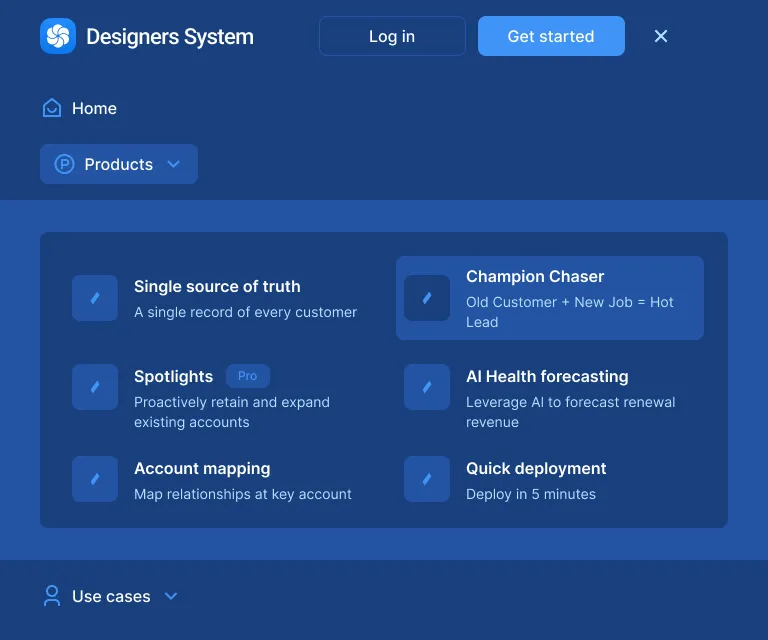 Designers System
Log in
Get started
Home
Products
Single source of truth
A single record of every customer
Champion Chaser
Old Customer + New Job = Hot
Lead
Spotlights Pro
Proactively retain and expand
existing accounts
AI Health forecasting
Leverage AI to forecast renewal
revenue
Account mapping
Map relationships at key account
Quick deployment
Deploy in 5 minutes
Use cases